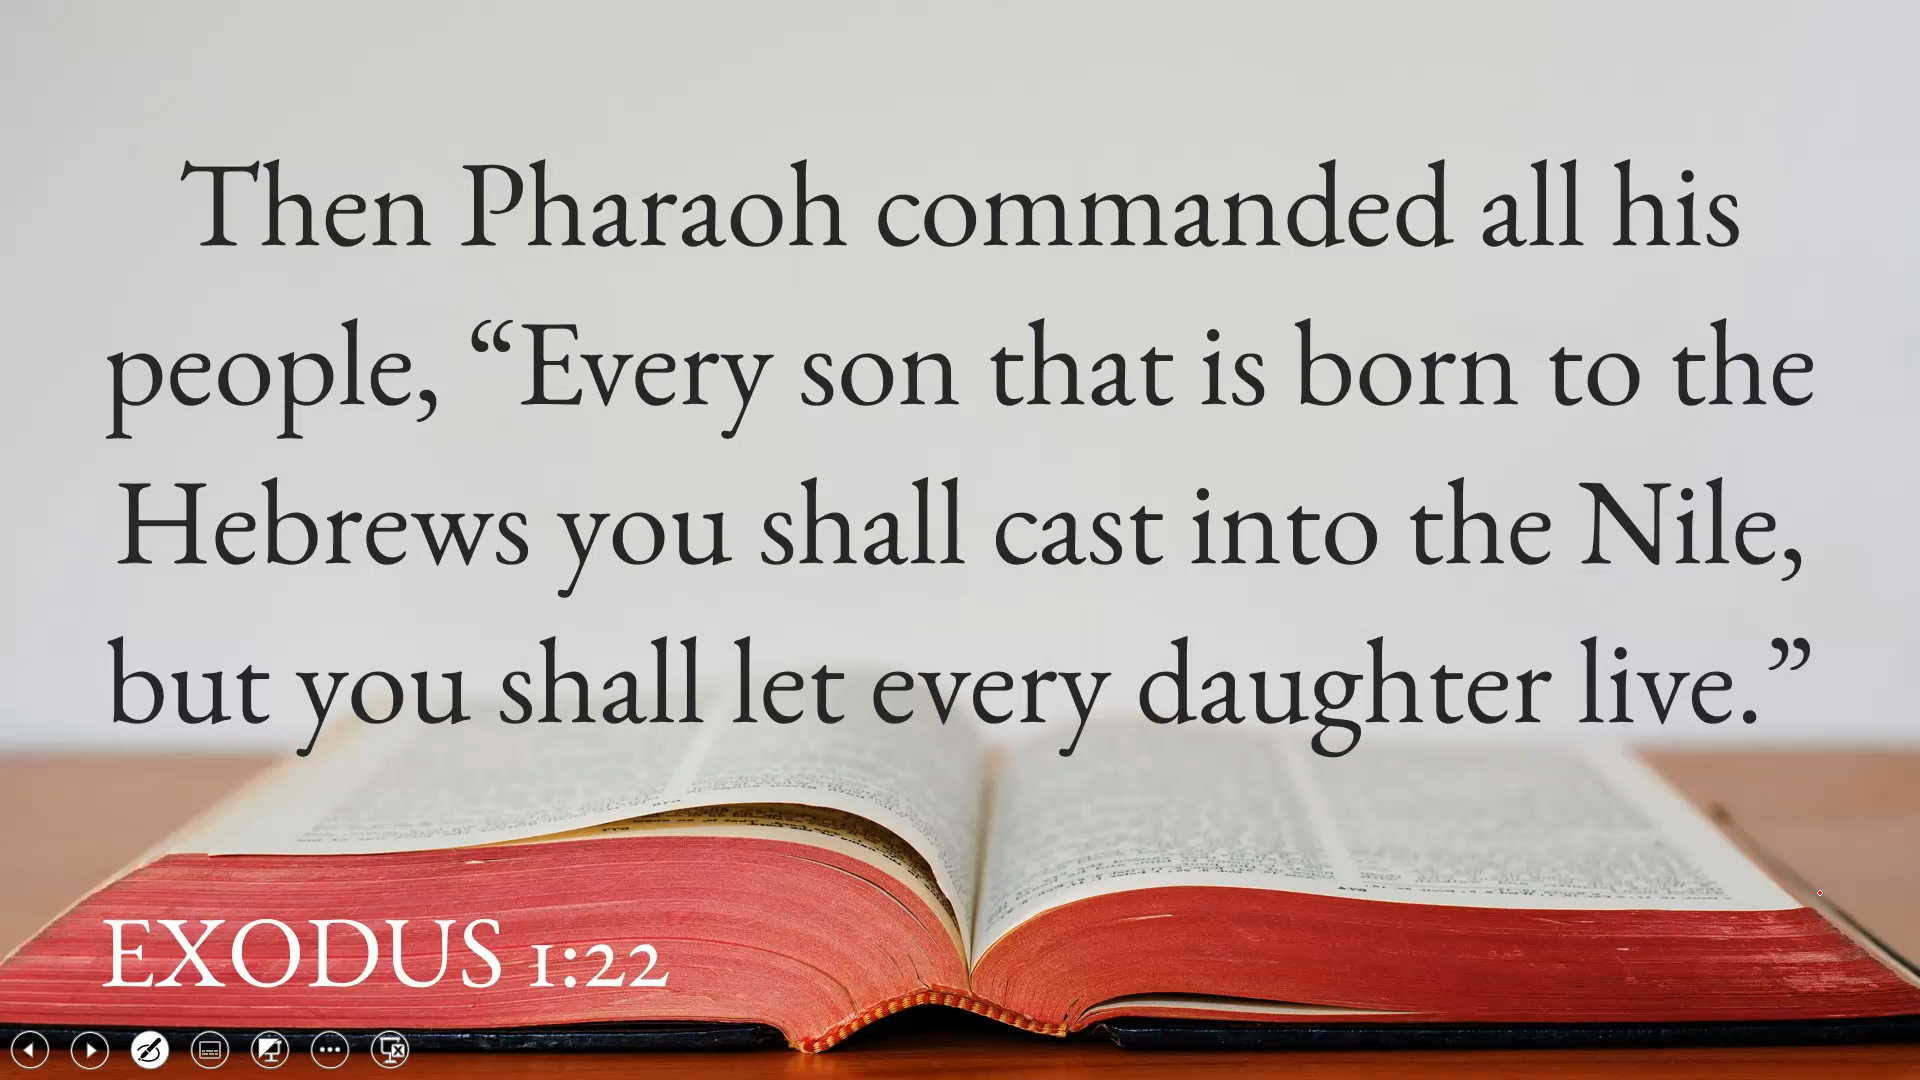 Then Pharaoh commanded all his
people, “Every son that is born to the
Hebrews you shall cast into the Nile,
but you shall let every daughter live.”
EXODUS 1:22